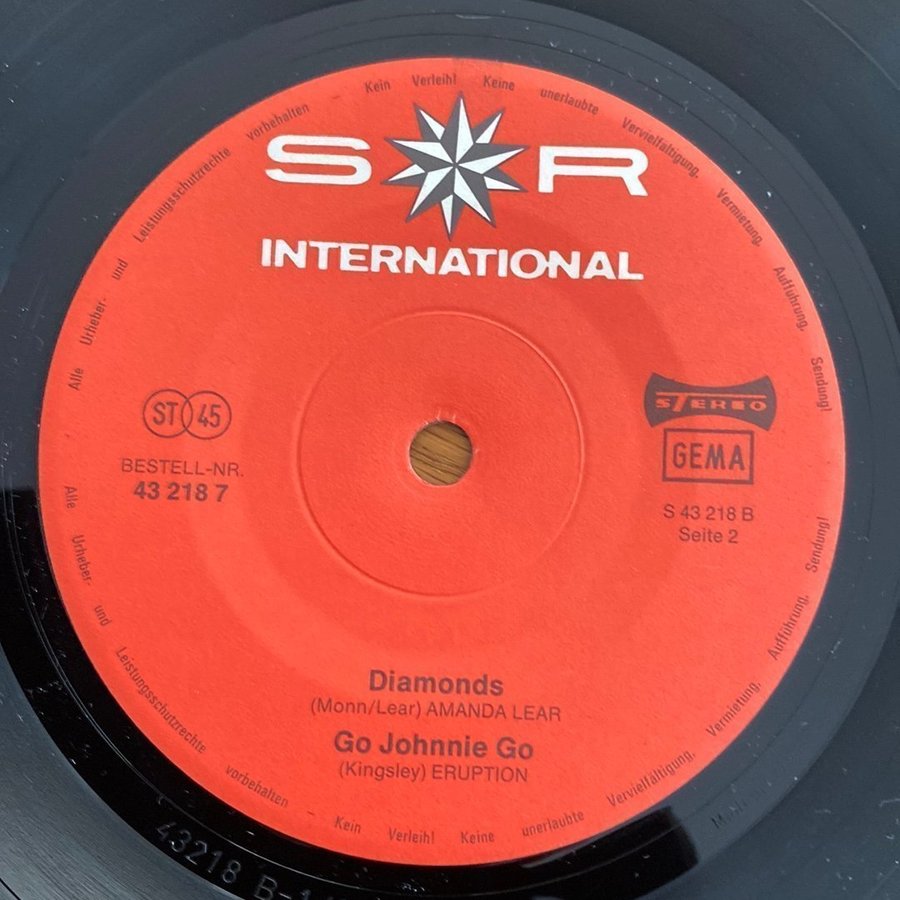 Alle Urheber- und Leistungsschutzrechte vorbehalten Kein Verleih! Keine unerlaubte Vervielfältigung, Vermietung, Aufführung, Sendung!
S R
INTERNATIONAL
ST 45
BESTELL-NR.
43 218 7
STEREO
GEMA
S 43 218 B
Seite 2
Diamonds
(Monn/Lear) AMANDA LEAR
Go Johnnie Go
(Kingsley) ERUPTION
Alle Urheber- und Leistungsschutzrechte vorbehalten Kein Verleih! Keine unerlaubte Vervielfältigung, Vermietung, Aufführung, Sendung!
43218 B-1